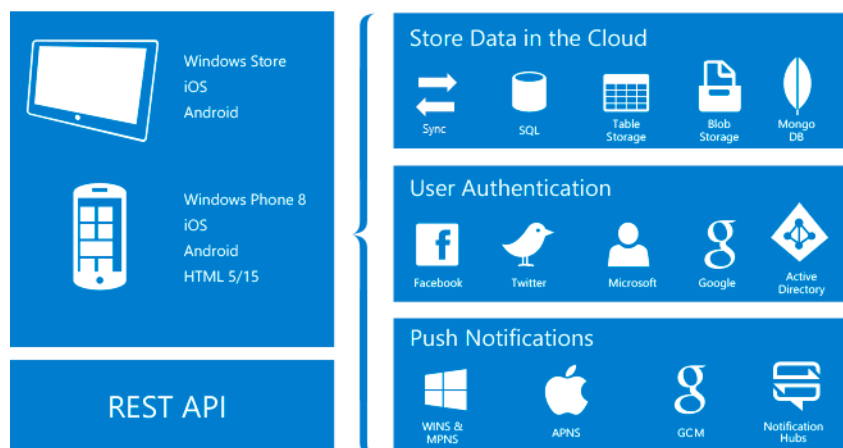 Windows Store
iOS
Android
Windows Phone 8
iOS
Android
HTML 5/15
REST API
Store Data in the Cloud
Sync
SQL
Table
Storage
Blob
Storage
Mongo
DB
User Authentication
Facebook
Twitter
Microsoft
Google
Active
Directory
Push Notifications
WINS &
MPNS
APNS
GCM
Notification
Hubs